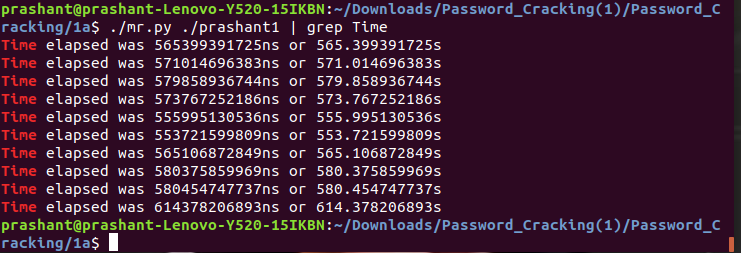 prashant@prashant-Lenovo-Y520-15IKBN:~/Downloads/Password_Cracking(1)/Password_C
racking/1a$ ./mr.py ./prashant1 | grep Time
Time elapsed was 565399391725ns or 565.399391725s
Time elapsed was 571014696383ns or 571.014696383s
Time elapsed was 579858936744ns or 579.858936744s
Time elapsed was 573767252186ns or 573.767252186s
Time elapsed was 555995130536ns or 555.995130536s
Time elapsed was 553721599809ns or 553.721599809s
Time elapsed was 565106872849ns or 565.106872849s
Time elapsed was 580375859969ns or 580.375859969s
Time elapsed was 580454747737ns or 580.454747737s
Time elapsed was 614378206893ns or 614.378206893s
prashant@prashant-Lenovo-Y520-15IKBN:~/Downloads/Password_Cracking(1)/Password_C
racking/1a$